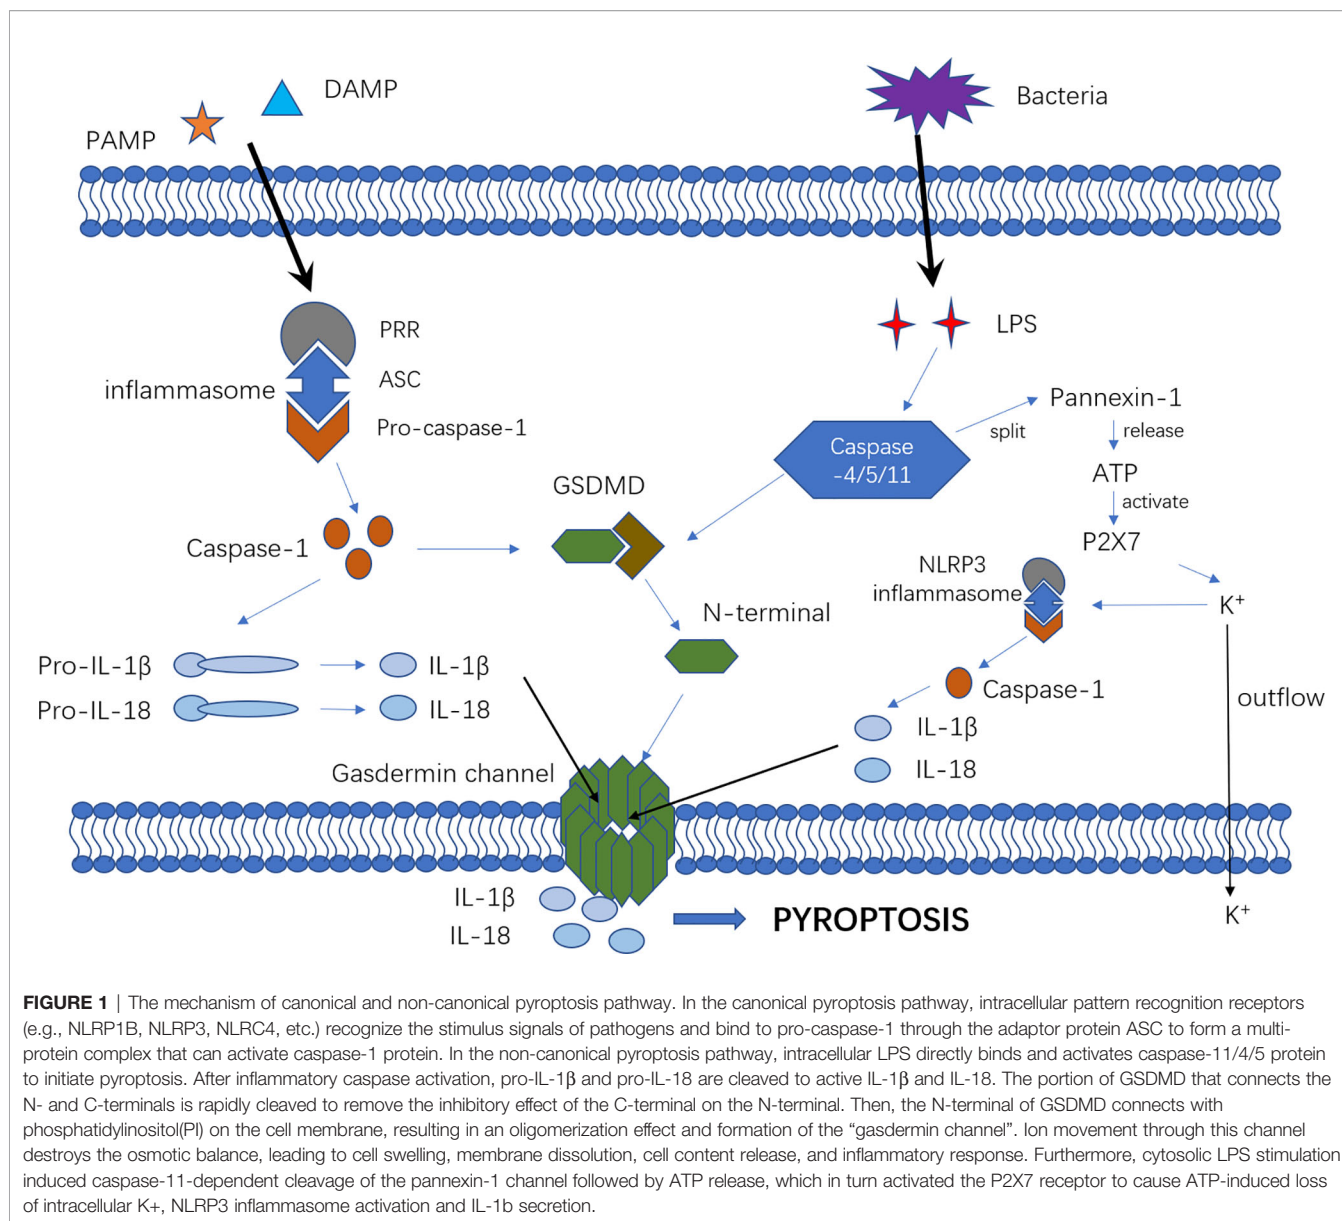 DAMP
PAMP
Bacteria
PRR
LPS
inflammasome
ASC
Pro-caspase-1
Pannexin-1
split
release
Caspase
-4/5/11
ATP
activate
GSDMD
P2X7
Caspase-1
NLRP3
inflammasome
K+
N-terminal
Pro-IL-1β
IL-1β
Pro-IL-18
IL-18
Caspase-1
outflow
IL-1β
IL-18
Gasdermin channel
IL-1β
IL-18
PYROPTOSIS
K+
FIGURE 1 | The mechanism of canonical and non-canonical pyroptosis pathway. In the canonical pyroptosis pathway, intracellular pattern recognition receptors
(e.g., NLRP1B, NLRP3, NLRC4, etc.) recognize the stimulus signals of pathogens and bind to pro-caspase-1 through the adaptor protein ASC to form a multi-
protein complex that can activate caspase-1 protein. In the non-canonical pyroptosis pathway, intracellular LPS directly binds and activates caspase-11/4/5 protein
to initiate pyroptosis. After inflammatory caspase activation, pro-IL-1β and pro-IL-18 are cleaved to active IL-1β and IL-18. The portion of GSDMD that connects the
N- and C-terminals is rapidly cleaved to remove the inhibitory effect of the C-terminal on the N-terminal. Then, the N-terminal of GSDMD connects with
phosphatidylinositol(PI) on the cell membrane, resulting in an oligomerization effect and formation of the “gasdermin channel”. Ion movement through this channel
destroys the osmotic balance, leading to cell swelling, membrane dissolution, cell content release, and inflammatory response. Furthermore, cytosolic LPS stimulation
induced caspase-11-dependent cleavage of the pannexin-1 channel followed by ATP release, which in turn activated the P2X7 receptor to cause ATP-induced loss
of intracellular K+, NLRP3 inflammasome activation and IL-1b secretion.